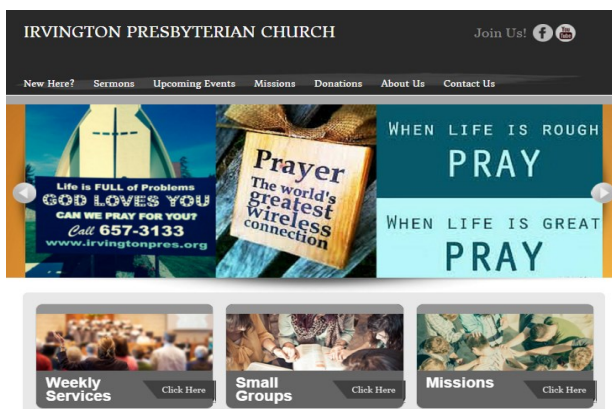 IRVINGTON PRESBYTERIAN CHURCH
Join Us!
You
Tube
New Here? Sermons Upcoming Events Missions Donations About Us Contact Us
Life is FULL of Problems
GOD LOVES YOU
CAN WE PRAY FOR YOU?
Call 657-3133
www.irvingtonpres.org
Prayer
The world's
greatest
wireless
connection
WHEN LIFE IS ROUGH
PRAY
WHEN LIFE IS GREAT
PRAY
Weekly
Services
Click Here
Small
Groups
Click Here
Missions
Click Here